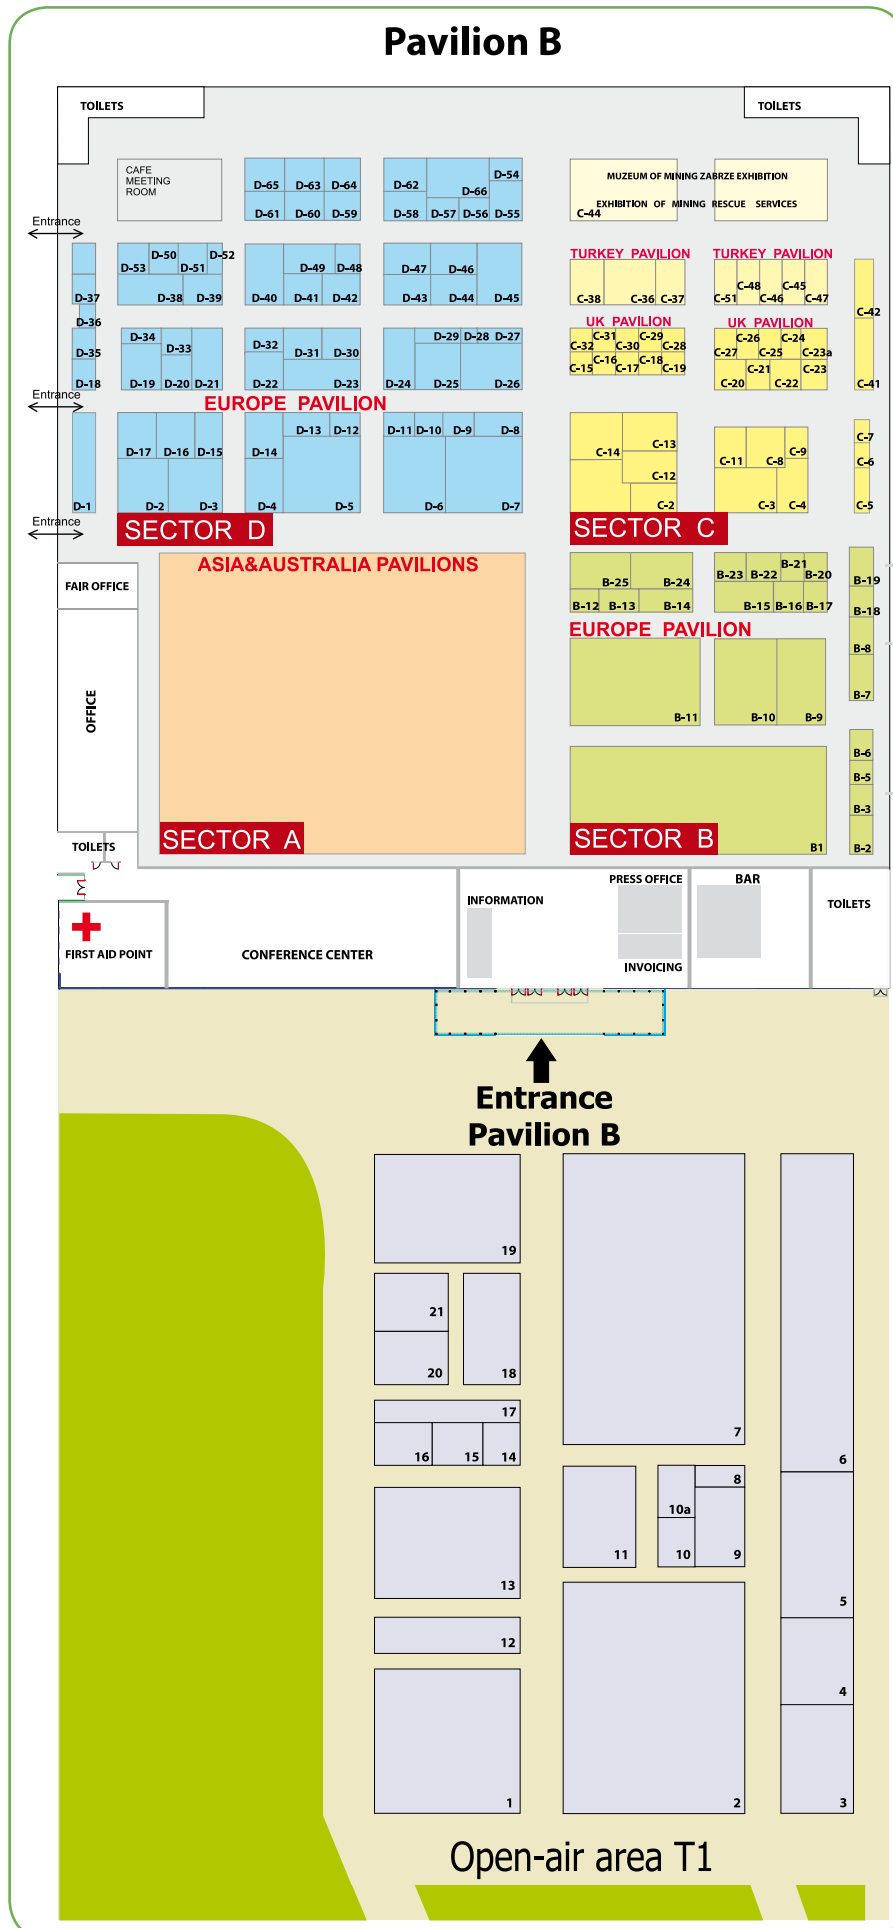 Pavilion B
TOILETS
TOILETS
CAFE
MEETING
ROOM
D-65 D-63 D-64
D-61 D-60 D-59
D-62 D-66 D-54
D-58 D-57 D-56 D-55
MUZEUM OF MINING ZABRZE EXHIBITION
EXHIBITION OF MINING RESCUE SERVICES
C-44
Entrance
D-50 D-52
D-53 D-51
D-38 D-39
D-49 D-48
D-40 D-41 D-42
D-47 D-46
D-43 D-44 D-45
TURKEY PAVILION
TURKEY PAVILION
C-38 C-36 C-37
C-48 C-45
C-51 C-46 C-47
D-37
D-36
D-35
D-18
C-42
C-41
D-34 D-33
D-19 D-20 D-21
D-32 D-31 D-30
D-22 D-23
D-29 D-28 D-27
D-24 D-25 D-26
UK PAVILION
UK PAVILION
C-31 C-29
C-32 C-30 C-28
C-16 C-18
C-15 C-17 C-19
C-26 C-24
C-27 C-25 C-23a
C-21 C-23
C-20 C-22
Entrance
EUROPE PAVILION
D-1
D-17 D-16 D-15
D-2 D-3
D-14 D-13 D-12
D-4 D-5
D-11 D-10 D-9 D-8
D-6 D-7
C-14 C-13
C-12
C-2
C-11 C-8 C-9
C-3 C-4
C-7
C-6
C-5
Entrance
SECTOR D
SECTOR C
ASIA&AUSTRALIA PAVILIONS
FAIR OFFICE
OFFICE
B-25 B-24
B-12 B-13 B-14
B-21
B-23 B-22 B-20
B-15 B-16 B-17
B-19
B-18
B-8
B-7
EUROPE PAVILION
B-11
B-10 B-9
B-6
B-5
B-3
B-2
SECTOR A
SECTOR B
B1
TOILETS
FIRST AID POINT
CONFERENCE CENTER
INFORMATION
PRESS OFFICE
INVOICING
BAR
TOILETS
Entrance
Pavilion B
19
21
20
18
17
16 15 14
13
12
1
7
8
10a
11 10 9
2
6
5
4
3
Open-air area T1